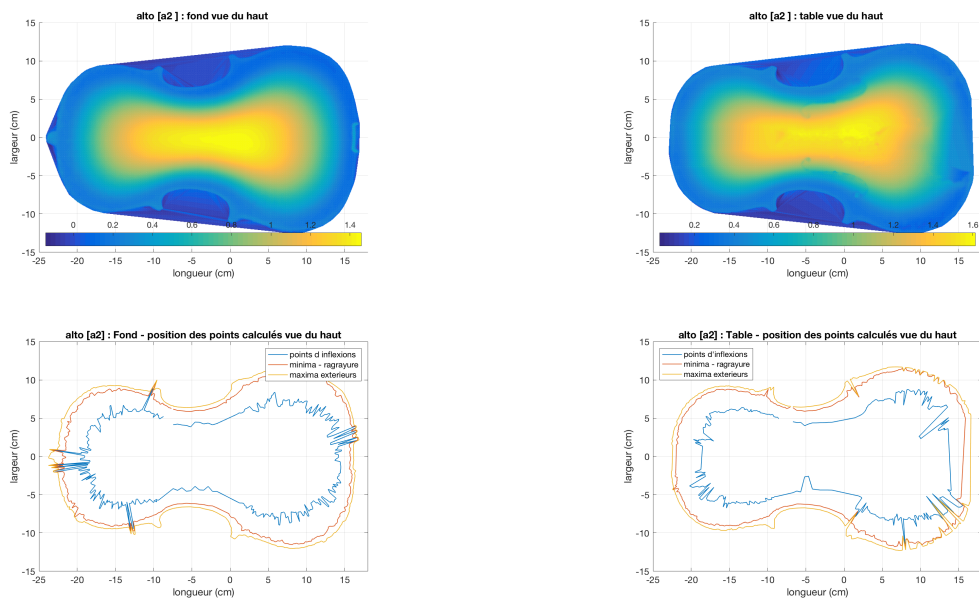 alto [a2 ] : fond vue du haut
15
10
5
0
-5
-10
-15
largeur (cm)
0 0.2 0.4 0.6 0.8 1 1.2 1.4
-25 -20 -15 -10 -5 0 5 10 15
longueur (cm)
alto [a2 ] : table vue du haut
15
10
5
0
-5
-10
-15
largeur (cm)
0.2 0.4 0.6 0.8 1 1.2 1.4 1.6
-25 -20 -15 -10 -5 0 5 10 15
longueur (cm)
alto [a2] : Fond - position des points calculés vue du haut
15
10
5
0
-5
-10
-15
largeur (cm)
points d inflexions
minima - ragrayure
maxima exterieurs
-25 -20 -15 -10 -5 0 5 10 15
longueur (cm)
alto [a2] : Table - position des points calculés vue du haut
15
10
5
0
-5
-10
-15
largeur (cm)
points d'inflexions
minima - ragrayure
maxima exterieurs
-25 -20 -15 -10 -5 0 5 10 15
longueur (cm)